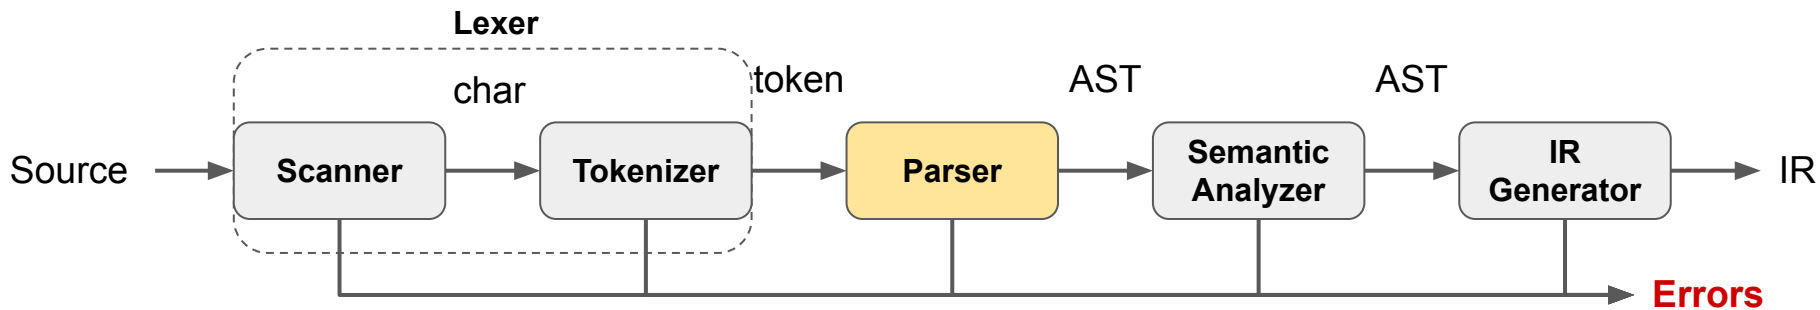 Lexer
char
token
AST
AST
Source
Scanner
Tokenizer
Parser
Semantic
Analyzer
IR
Generator
IR
Errors